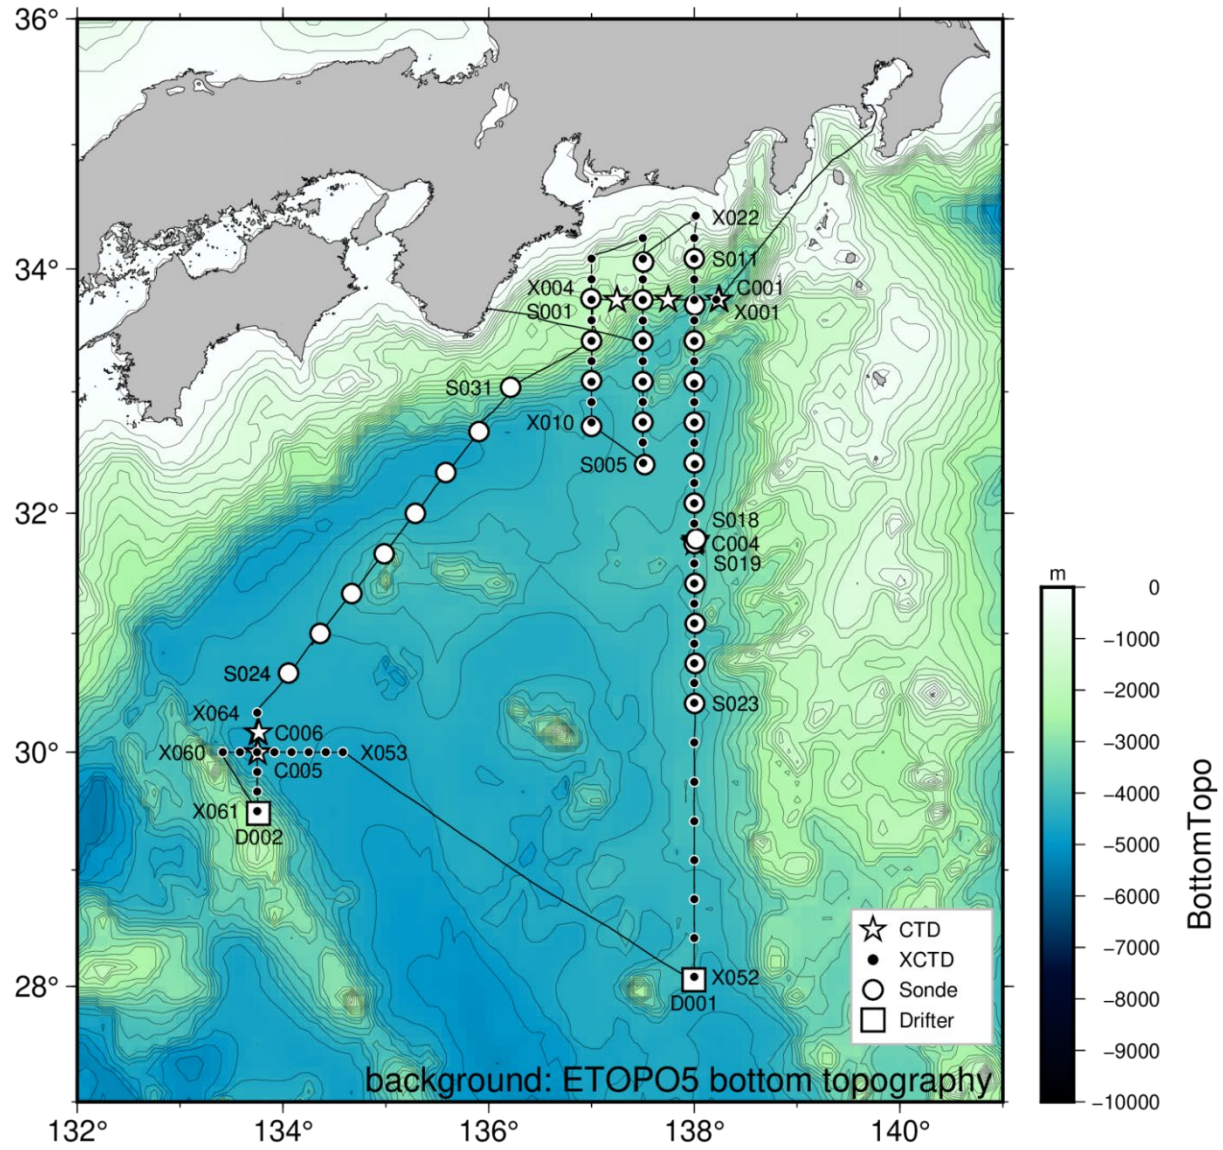 36°
34°
32°
30°
28°
132°
134°
136°
138°
140°
X022
S011
X004
C001
S001
X001
S031
X010
S005
S018
C004
S019
S024
S023
X064
C006
X060
X053
C005
X061
D002
X052
D001
CTD
XCTD
Sonde
Drifter
background: ETOPO5 bottom topography
m
0
−1000
−2000
−3000
−4000
−5000
−6000
−7000
−8000
−9000
−10000
BottomTopo